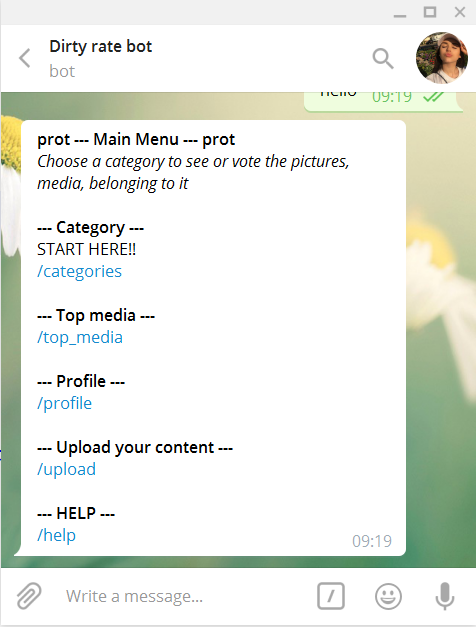 Dirty rate bot
bot
hello 09:19
prot --- Main Menu --- prot
Choose a category to see or vote the pictures,
media, belonging to it
--- Category ---
START HERE!!
/categories
--- Top media ---
/top_media
--- Profile ---
/profile
--- Upload your content ---
/upload
--- HELP ---
/help
09:19
Write a message...